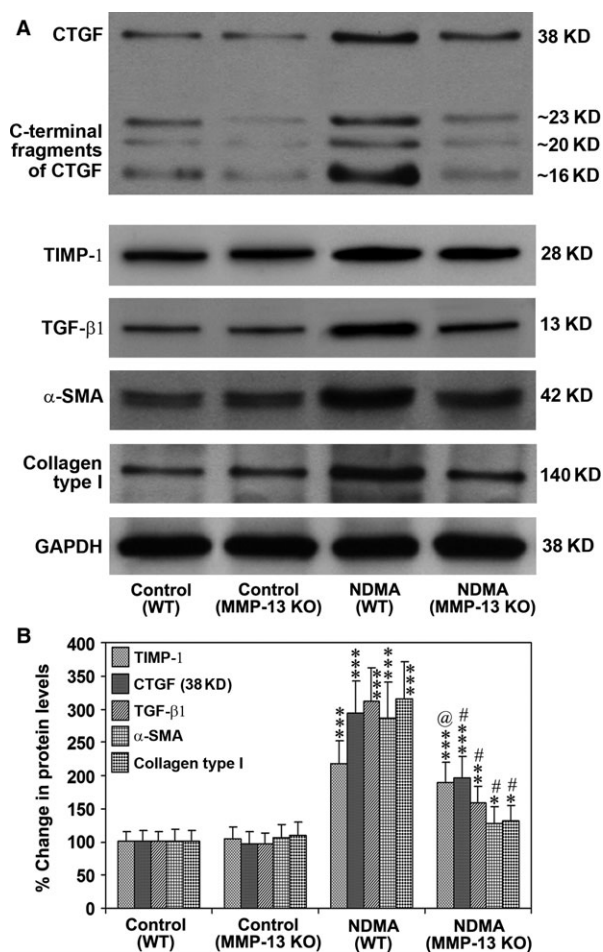 A
CTGF
38 KD
C-terminal
fragments
of CTGF
~23 KD
~20 KD
~16 KD
TIMP-1
28 KD
TGF-β1
13 KD
α-SMA
42 KD
Collagen
type I
140 KD
GAPDH
38 KD
Control
(WT)
Control
(MMP-13 KO)
NDMA
(WT)
NDMA
(MMP-13 KO)
B
% Change in protein levels
400
350
300
250
200
150
100
50
0
TIMP-1
CTGF (38 KD)
TGF-β1
α-SMA
Collagen type I
***
***
***
***
***
@
***
#
***
#
**
#
*
#
*
Control
(WT)
Control
(MMP-13 KO)
NDMA
(WT)
NDMA
(MMP-13 KO)